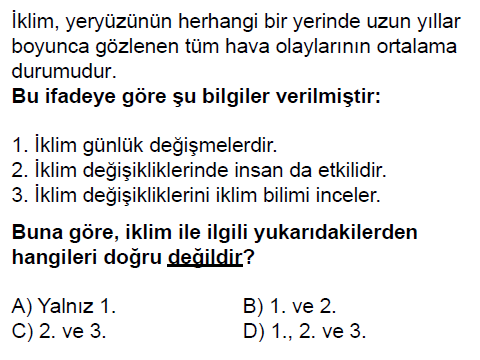 İklim, yeryüzünün herhangi bir yerinde uzun yıllar
boyunca gözlenen tüm hava olaylarının ortalama
durumudur.
Bu ifadeye göre şu bilgiler verilmiştir:
1. İklim günlük değişmelerdir.
2. İklim değişikliklerinde insan da etkilidir.
3. İklim değişikliklerini iklim bilimi inceler.
Buna göre, iklim ile ilgili yukarıdakilerden
hangileri doğru değildir?
A) Yalnız 1. B) 1. ve 2.
C) 2. ve 3. D) 1., 2. ve 3.